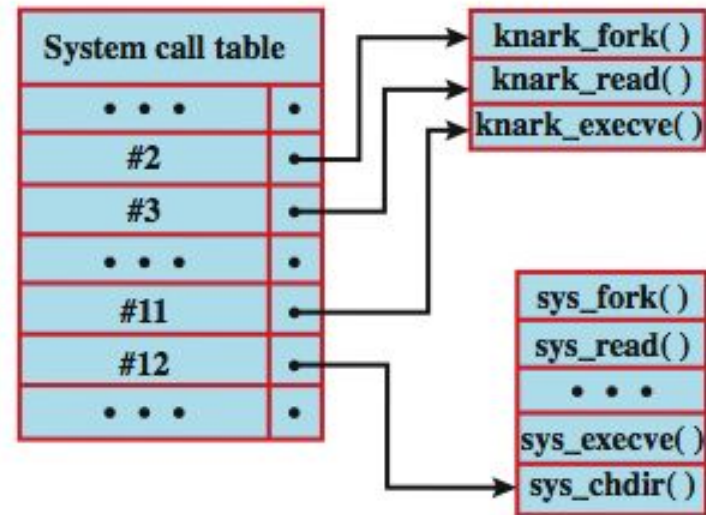 System call table
• • • •
#2 •
#3 •
• • • •
#11 •
#12 •
• • • •
knark_fork( )
knark_read( )
knark_execve( )
sys_fork( )
sys_read( )
• • •
sys_execve( )
sys_chdir( )